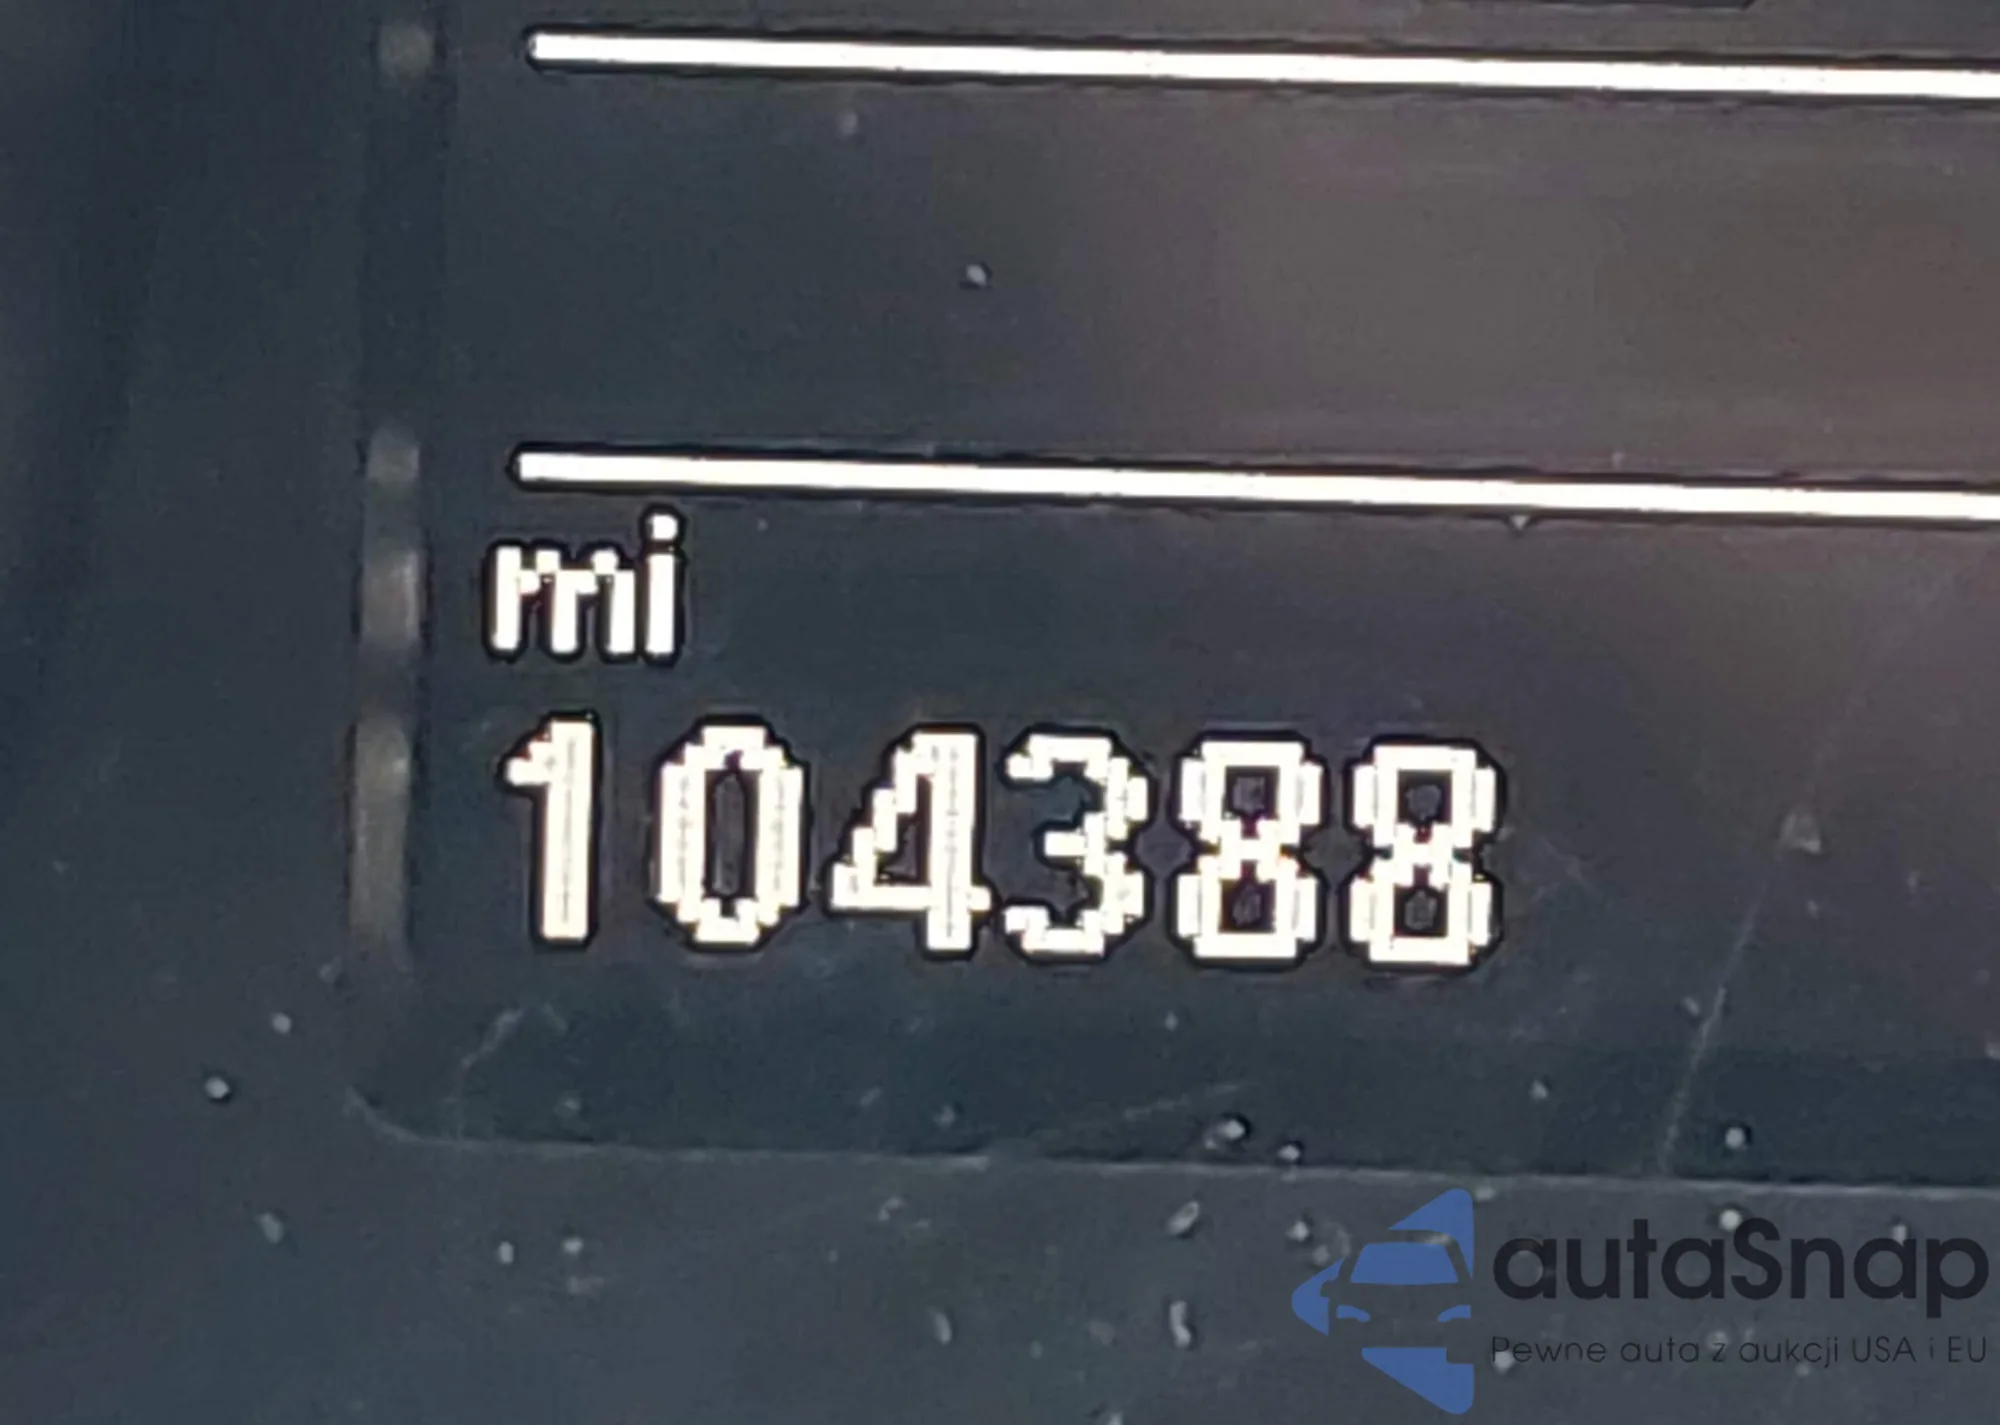 mi
104388
autaSnap
Pewne auta z aukcji USA i EU